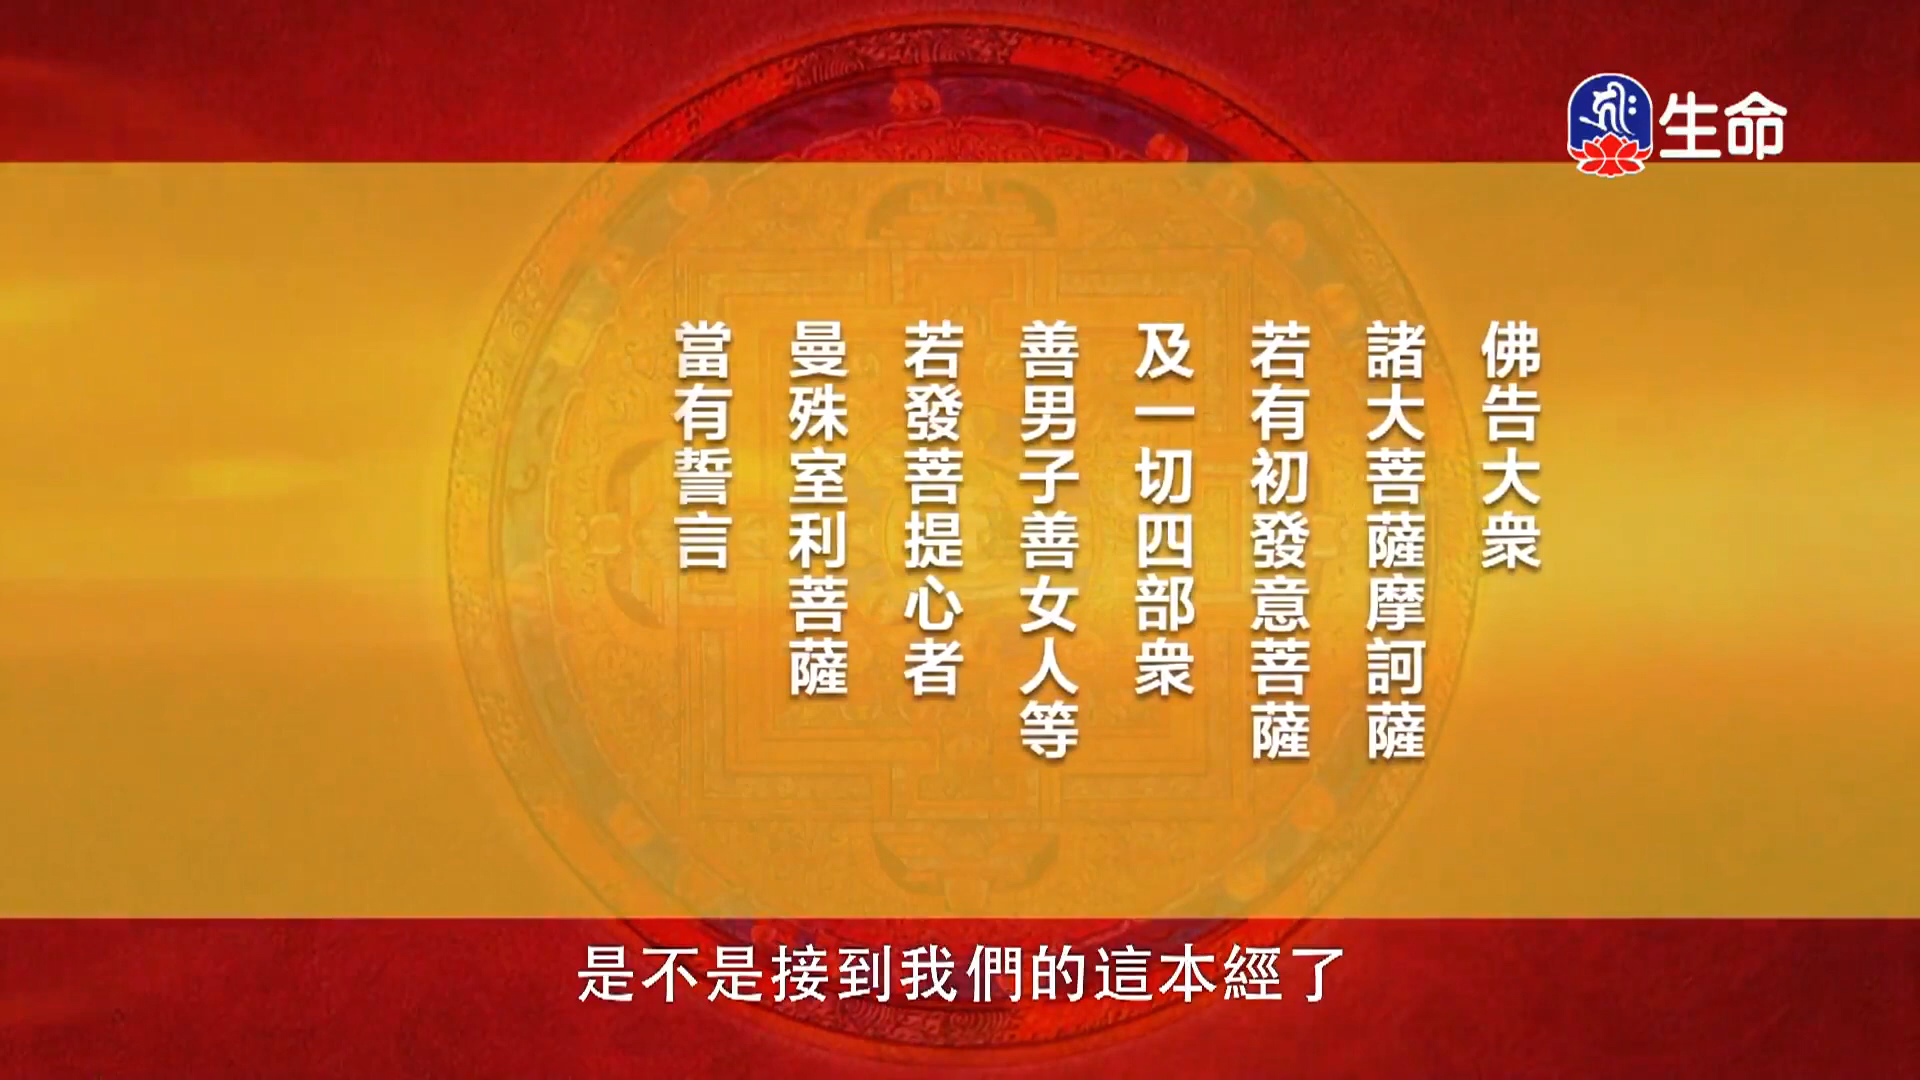 生命
佛告大衆
諸大菩薩摩訶薩
若有初發意菩薩
及一切四部衆
善男子善女人等
若發菩提心者
曼殊室利菩薩
當有誓言
是不是接到我們的這本經了